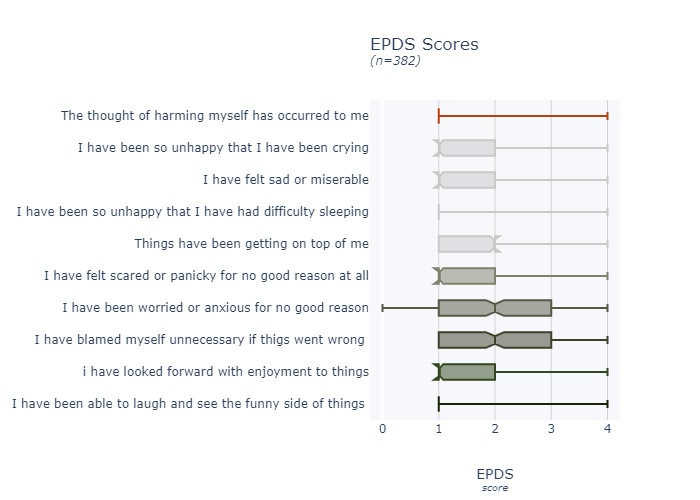 EPDS Scores
(n=382)
The thought of harming myself has occurred to me
I have been so unhappy that I have been crying
I have felt sad or miserable
I have been so unhappy that I have had difficulty sleeping
Things have been getting on top of me
I have felt scared or panicky for no good reason at all
I have been worried or anxious for no good reason
I have blamed myself unnecessary if thigs went wrong
i have looked forward with enjoyment to things
I have been able to laugh and see the funny side of things
0 1 2 3 4
EPDS
score